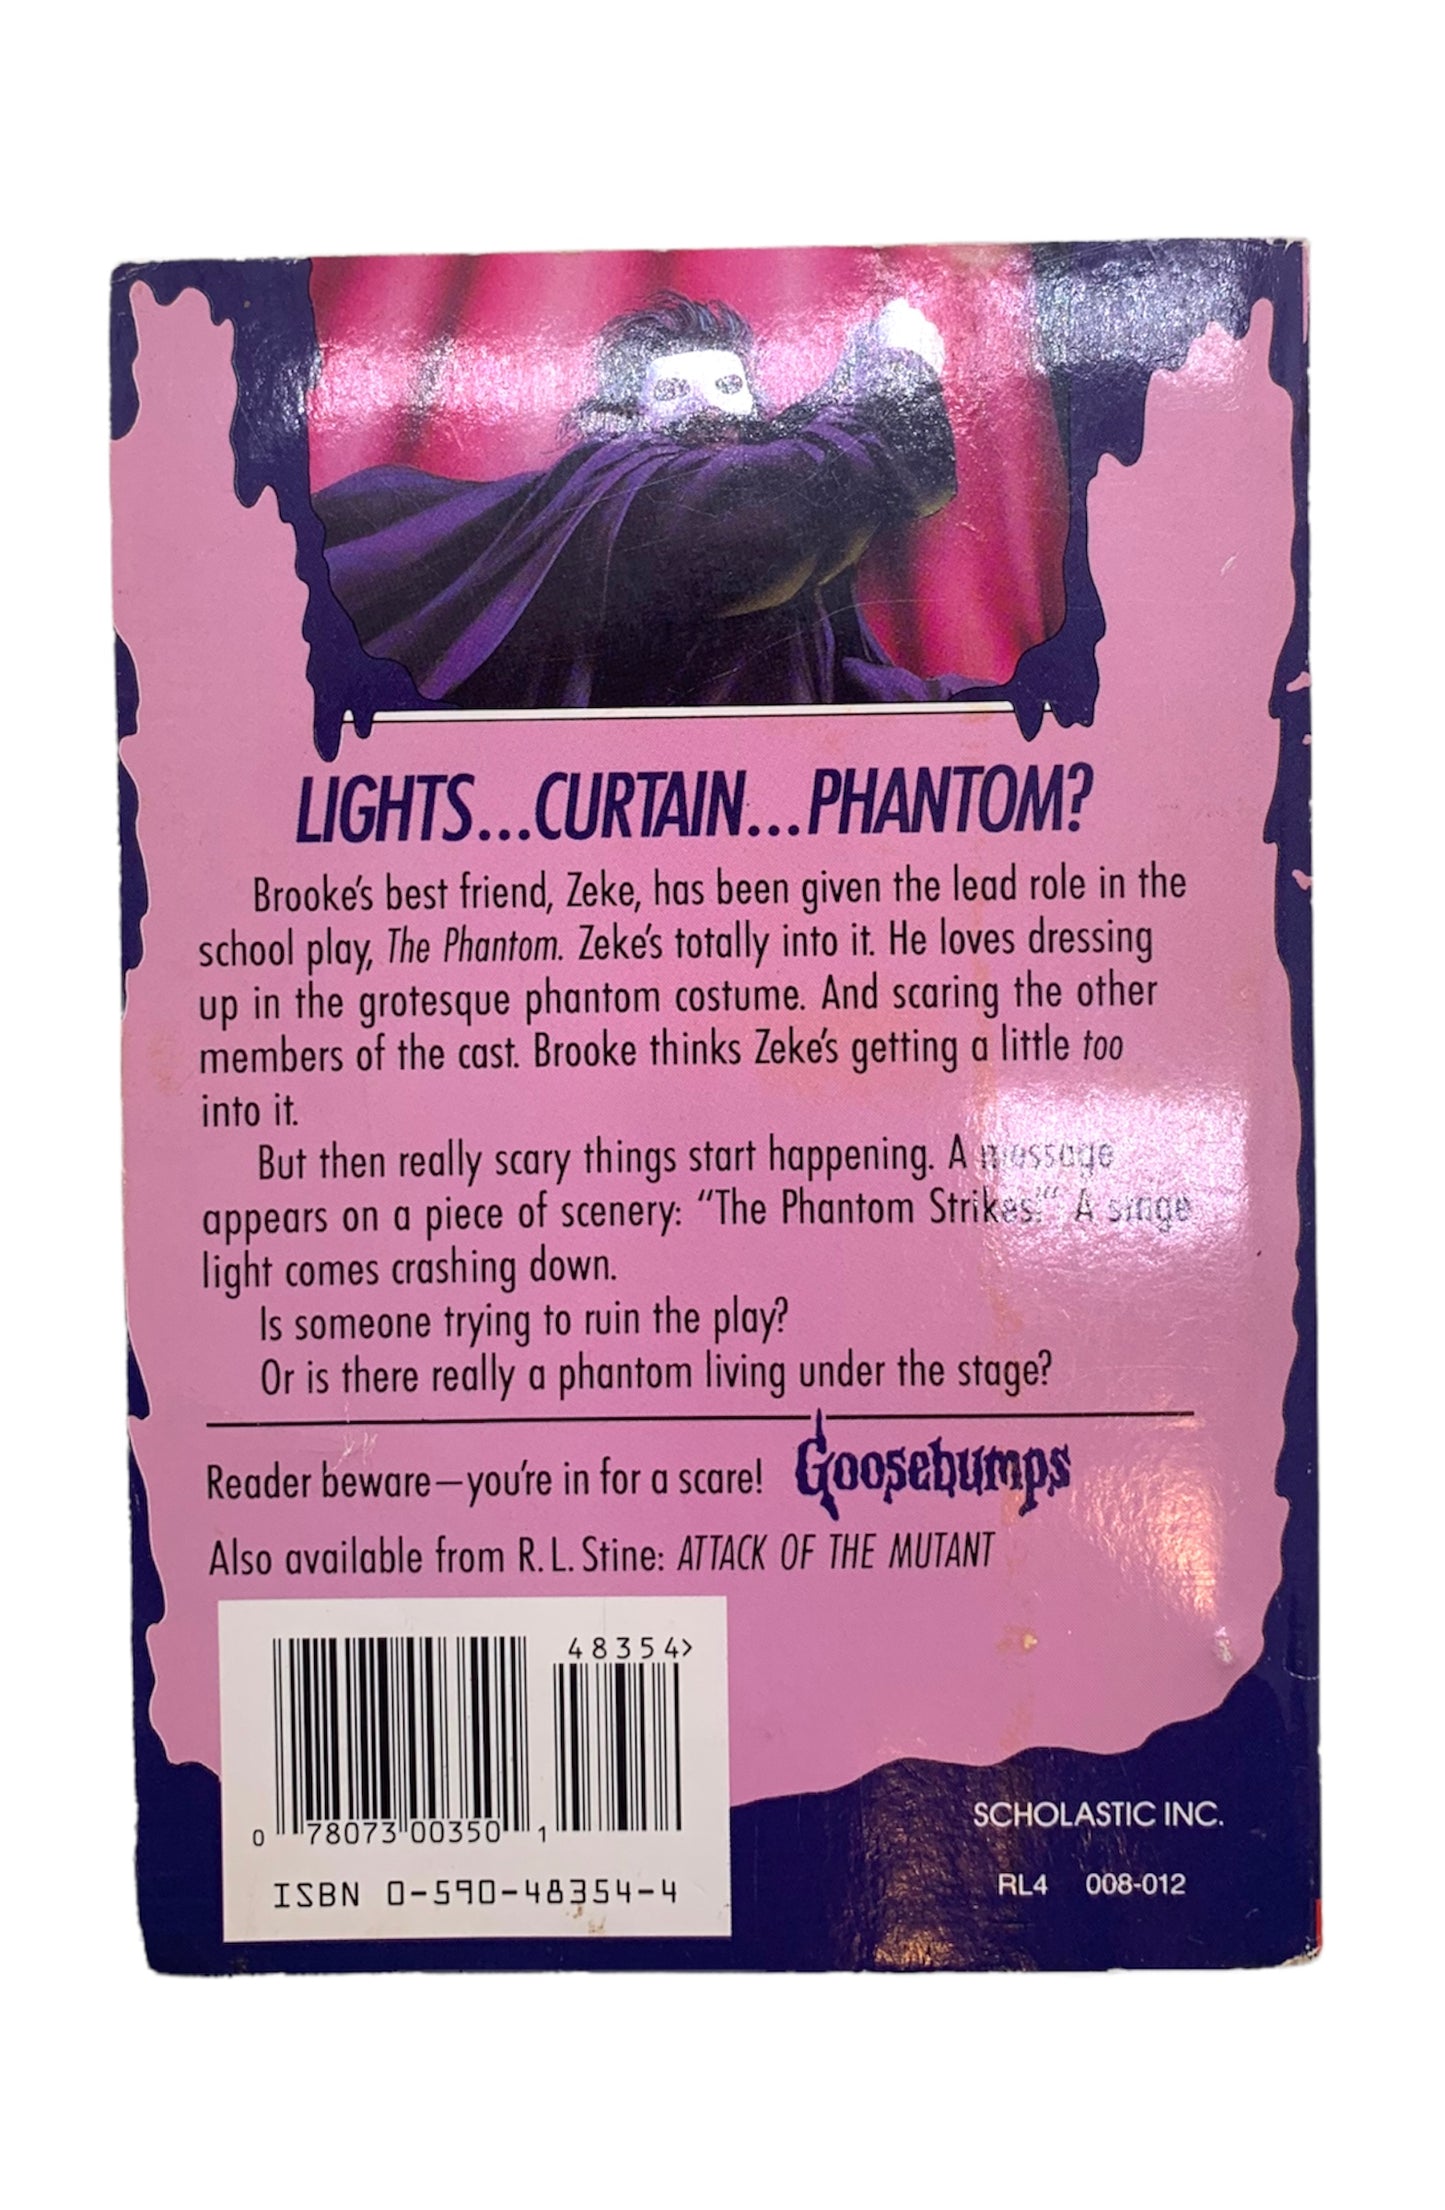 LIGHTS...CURTAIN...PHANTOM?
Brooke's best friend, Zeke, has been given the lead role in the
school play, The Phantom. Zeke's totally into it. He loves dressing
up in the grotesque phantom costume. And scaring the other
members of the cast. Brooke thinks Zeke's getting a little too
into it.
But then really scary things start happening. A message
appears on a piece of scenery: "The Phantom Strikes!" A stage
light comes crashing down.
Is someone trying to ruin the play?
Or is there really a phantom living under the stage?
Reader beware—you're in for a scare! Goosebumps
Also available from R.L. Stine: ATTACK OF THE MUTANT
48354>
0 78073 00350 1
ISBN 0-590-48354-4
SCHOLASTIC INC.
RL4 008-012